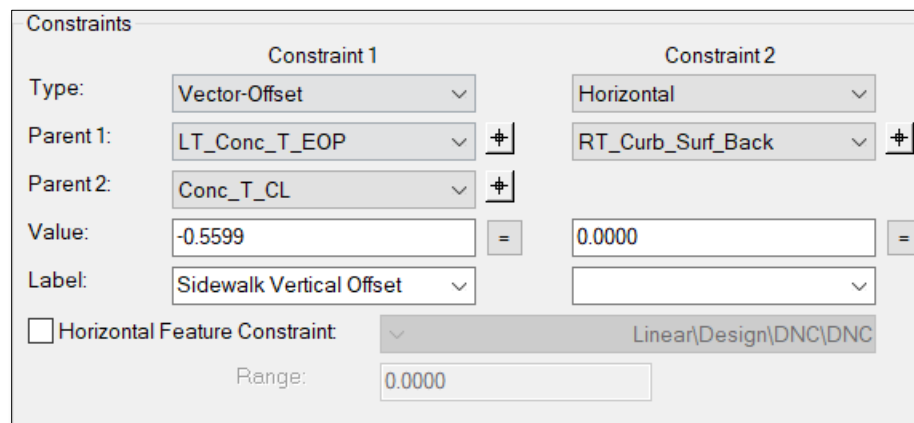 Constraints
Constraint 1 Constraint 2
Type: Vector-Offset Horizontal
Parent 1: LT_Conc_T_EOP RT_Curb_Surf_Back
Parent 2: Conc_T_CL
Value: -0.5599 = 0.0000 =
Label: Sidewalk Vertical Offset
Horizontal Feature Constraint: Linear\Design\DNC\DNC
Range: 0.0000